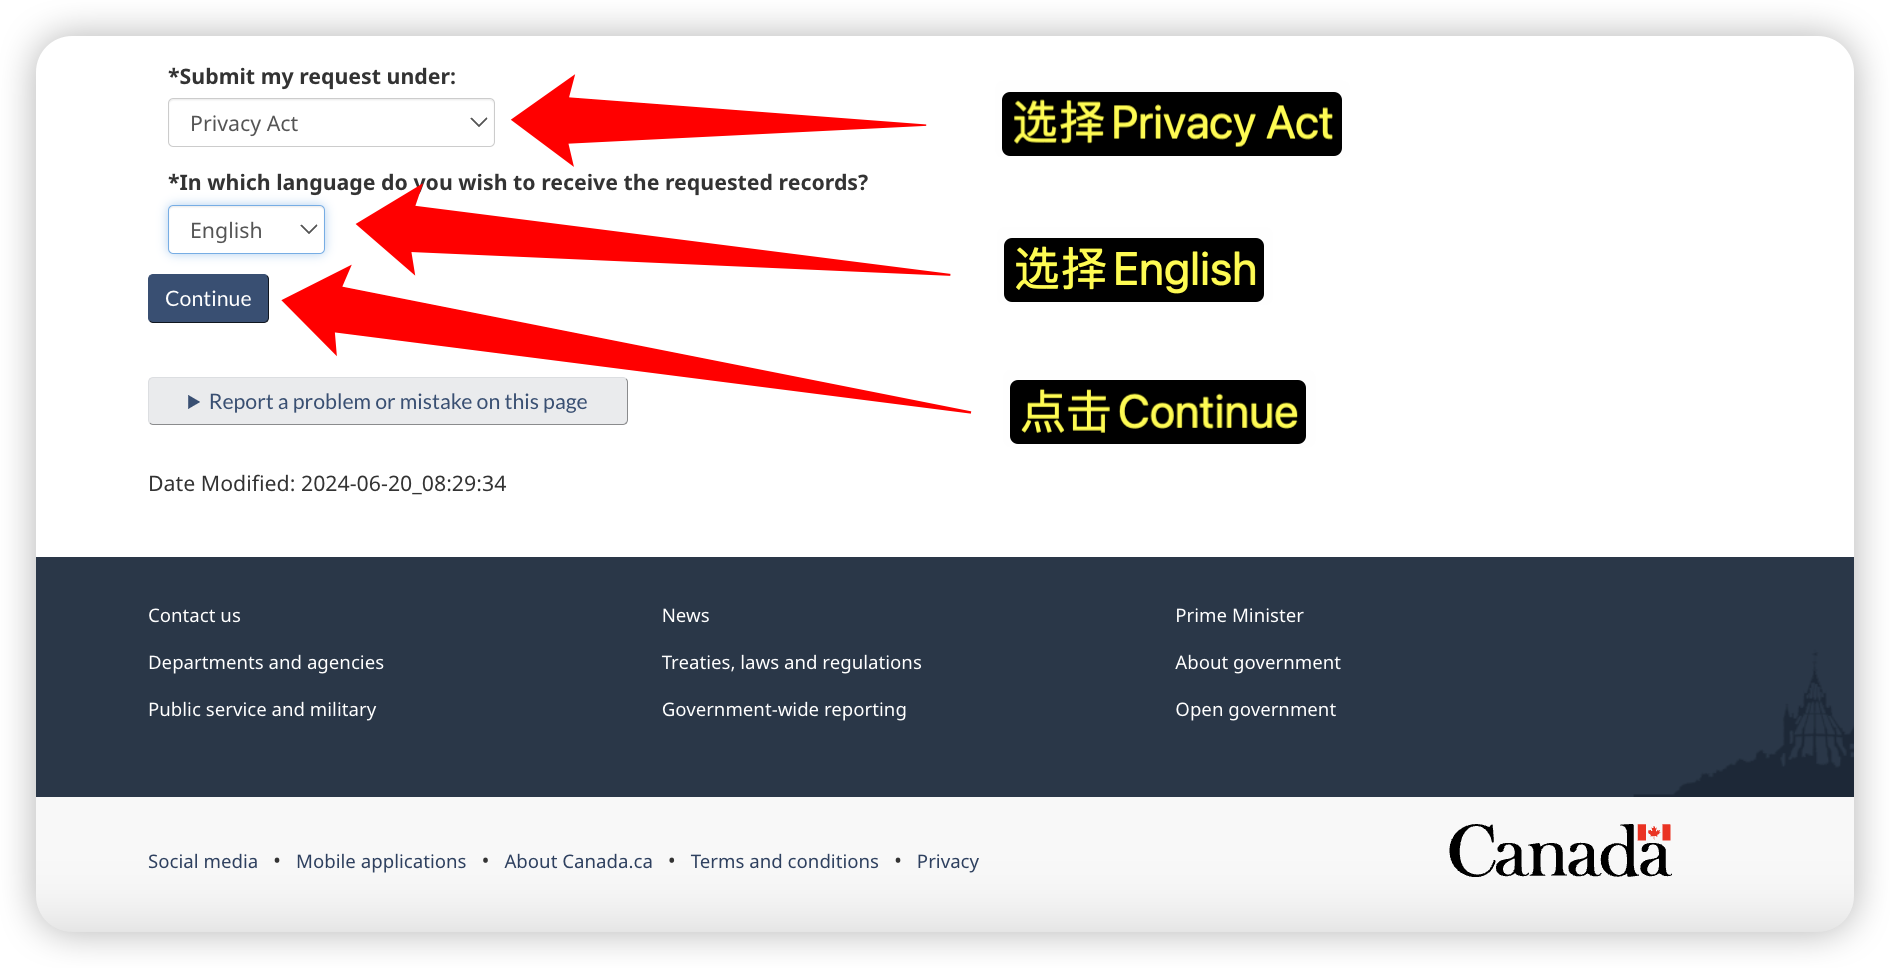 *Submit my request under:
Privacy Act
选择Privacy Act
*In which language do you wish to receive the requested records?
English
选择English
Continue
点击Continue
▶ Report a problem or mistake on this page
Date Modified: 2024-06-20_08:29:34
Contact us
News
Prime Minister
Departments and agencies
Treaties, laws and regulations
About government
Public service and military
Government-wide reporting
Open government
Social media • Mobile applications • About Canada.ca • Terms and conditions • Privacy
Canada